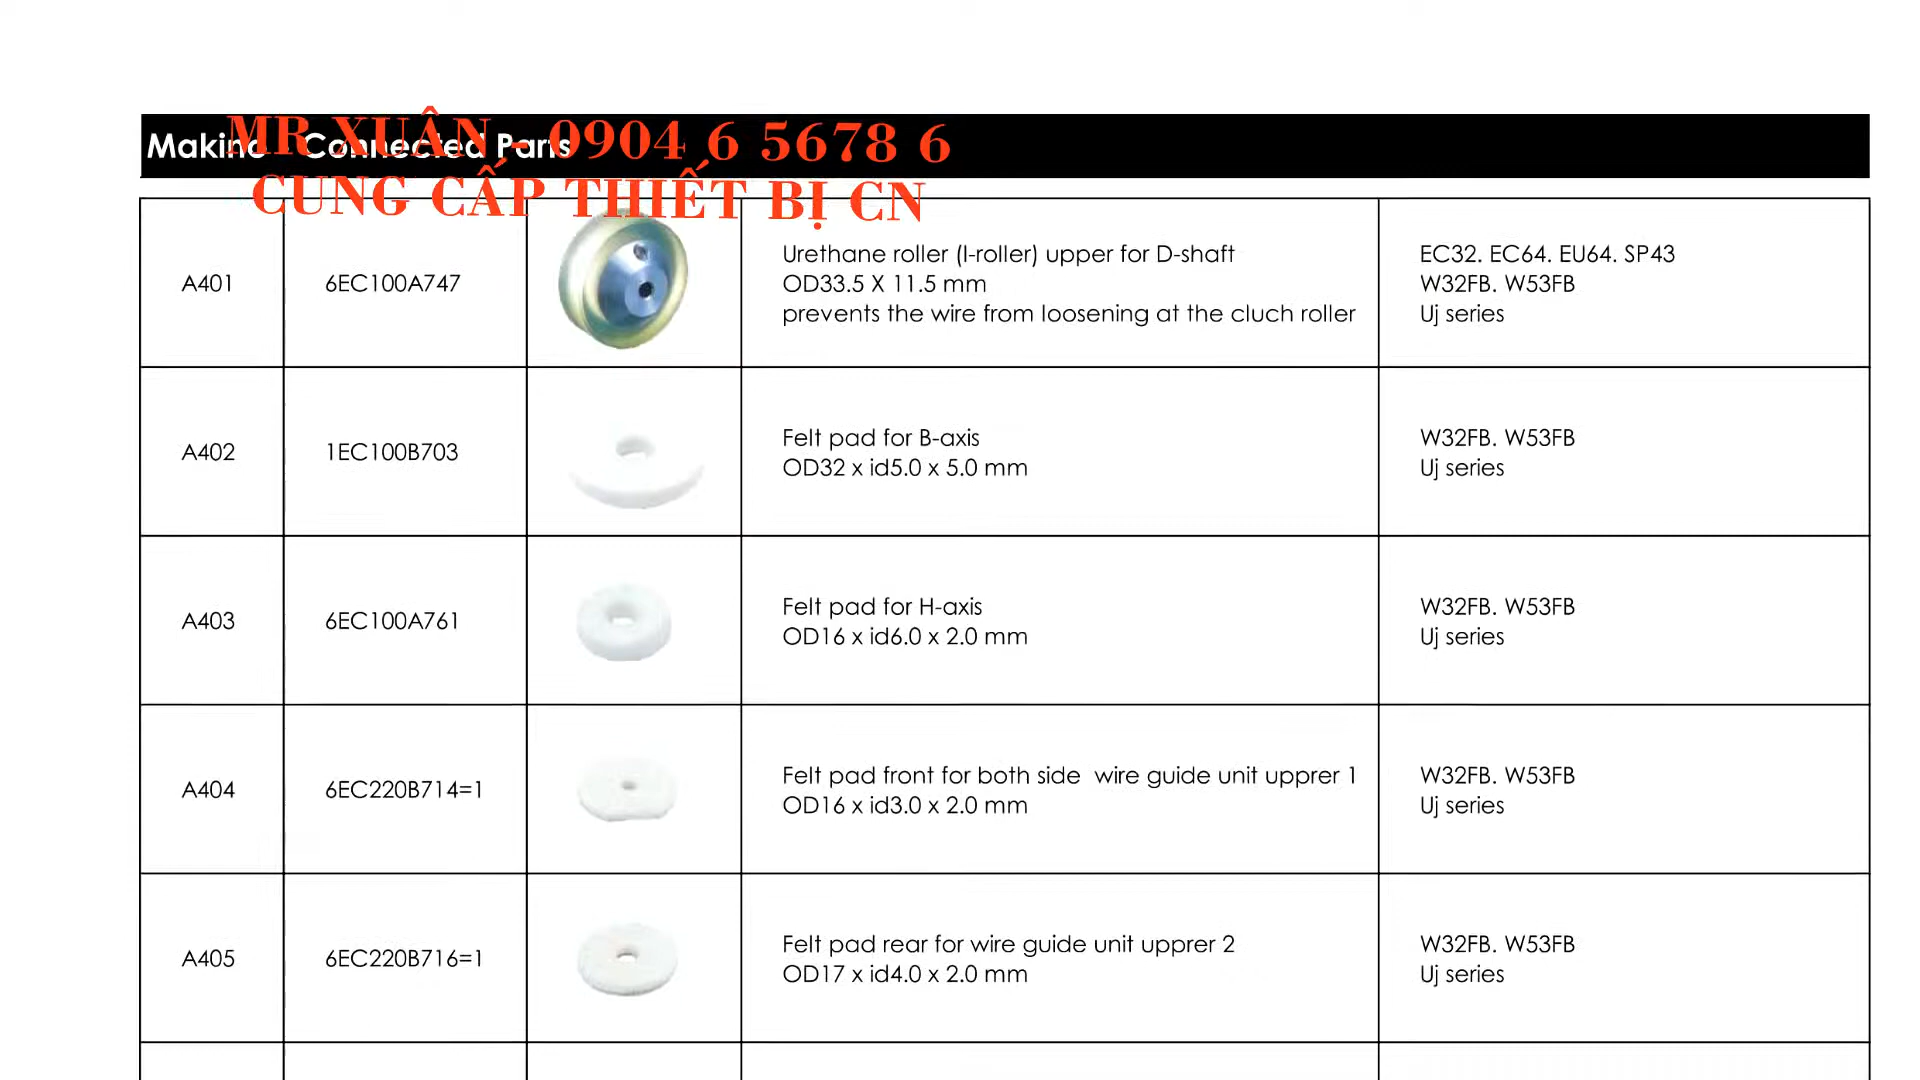 Makino Connected Parts
MR XUÂN - 0904 6 5678 6
CUNG CẤP THIẾT BỊ CN
A401 6EC100A747 Urethane roller (I-roller) upper for D-shaft EC32. EC64. EU64. SP43
OD33.5 X 11.5 mm W32FB. W53FB
prevents the wire from loosening at the cluch roller Uj series
A402 1EC100B703 Felt pad for B-axis W32FB. W53FB
OD32 x id5.0 x 5.0 mm Uj series
A403 6EC100A761 Felt pad for H-axis W32FB. W53FB
OD16 x id6.0 x 2.0 mm Uj series
A404 6EC220B714=1 Felt pad front for both side wire guide unit upprer 1 W32FB. W53FB
OD16 x id3.0 x 2.0 mm Uj series
A405 6EC220B716=1 Felt pad rear for wire guide unit upprer 2 W32FB. W53FB
OD17 x id4.0 x 2.0 mm Uj series